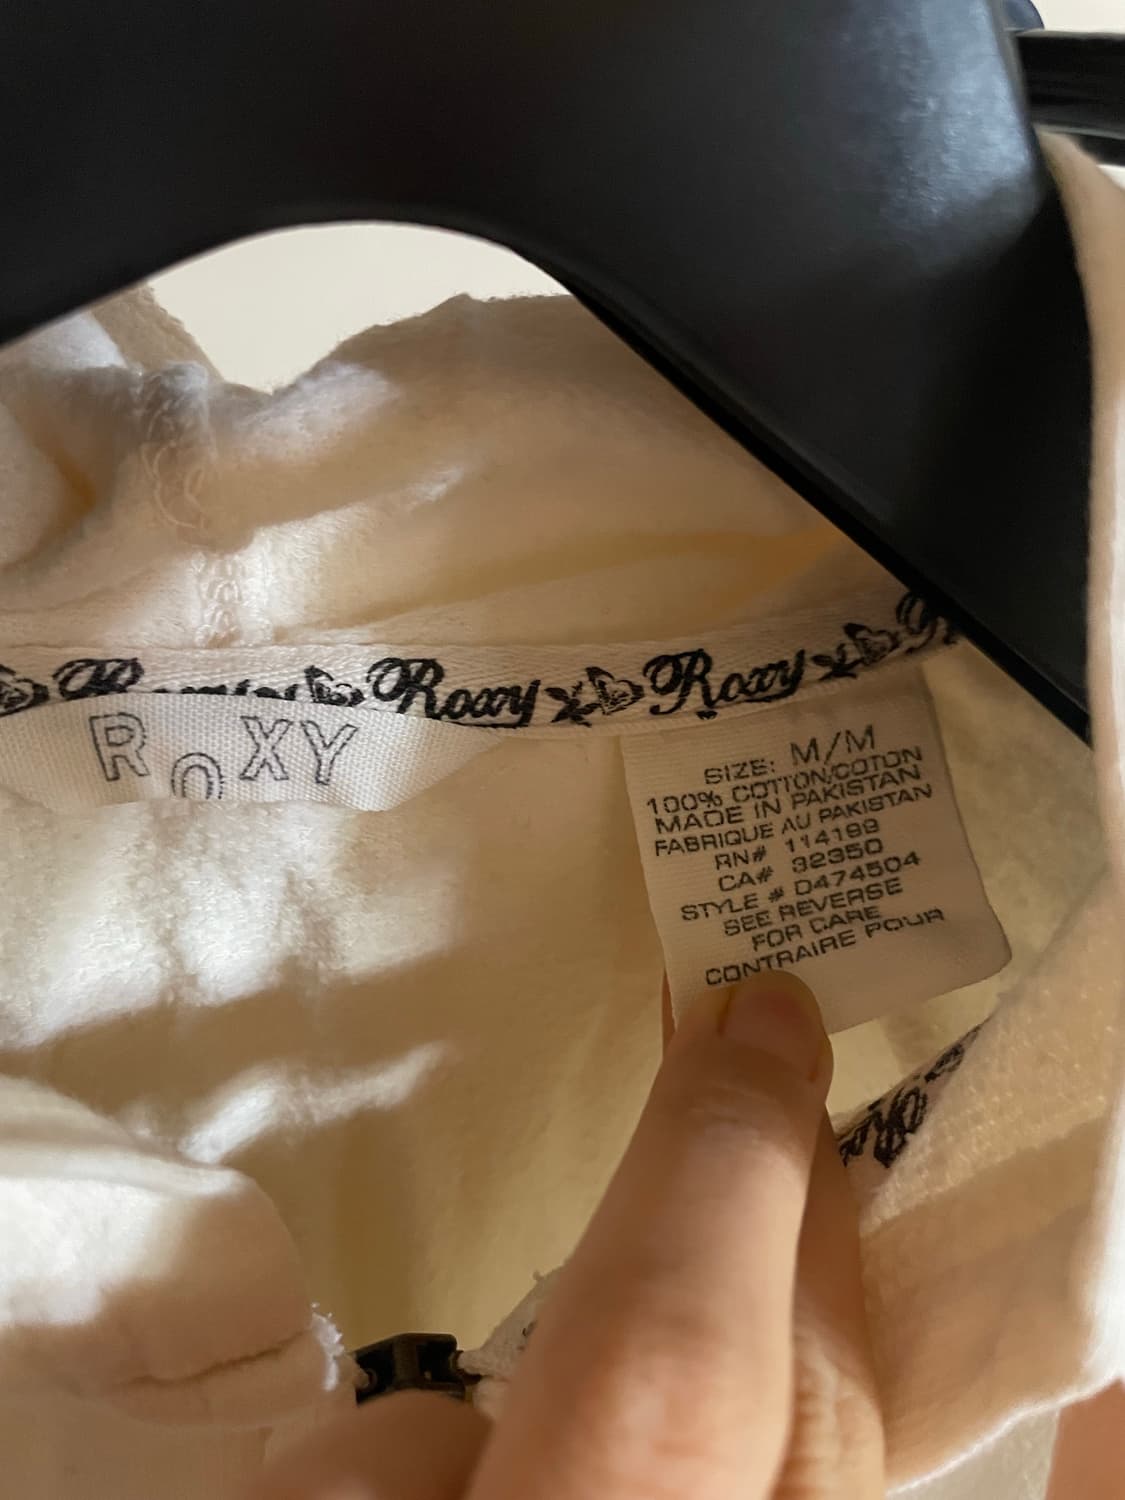 Roxy Roxy
ROXY
SIZE: M/M
100% COTTON/COTON
MADE IN PAKISTAN
FABRIQUE AU PAKISTAN
RN# 114199
CA# 32350
STYLE # D474504
SEE REVERSE
FOR CARE
CONTRAIRE POUR